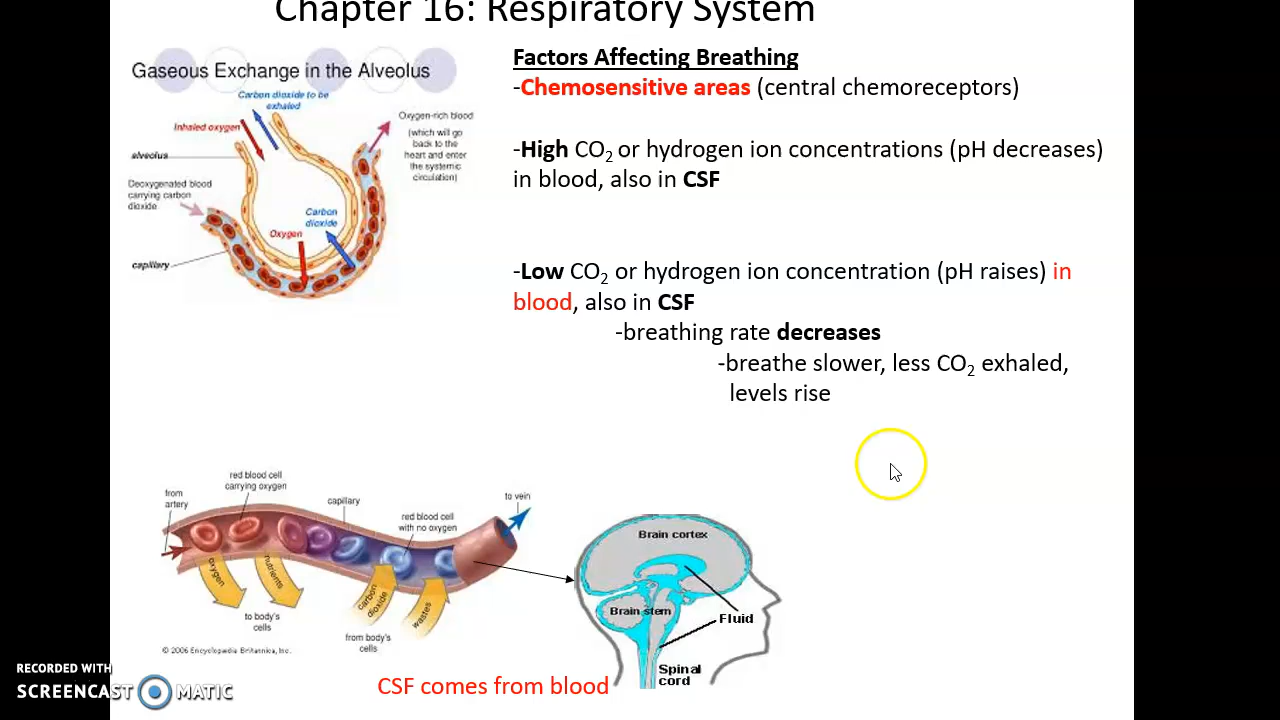 Chapter 16: Respiratory System
Gaseous Exchange in the Alveolus
Carbon dioxide to be
exhaled
Inhaled oxygen
Oxygen-rich blood
(which will go
back to the
heart and enter
the systemic
circulation)
alveolus
Deoxygenated blood
carrying carbon
dioxide
Carbon
dioxide
Oxygen
capillary
Factors Affecting Breathing
-Chemosensitive areas (central chemoreceptors)
-High CO2 or hydrogen ion concentrations (pH decreases)
in blood, also in CSF
-Low CO2 or hydrogen ion concentration (pH raises) in
blood, also in CSF
-breathing rate decreases
-breathe slower, less CO2 exhaled,
levels rise
from
artery
red blood cell
carrying oxygen
capillary
red blood cell
with no oxygen
to vein
oxygen
nutrients
carbon
dioxide
wastes
to body's
cells
from body's
cells
© 2006 Encyclopædia Britannica, Inc.
Brain cortex
Brain stem
Fluid
Spinal
cord
CSF comes from blood
RECORDED WITH
SCREENCAST MATIC